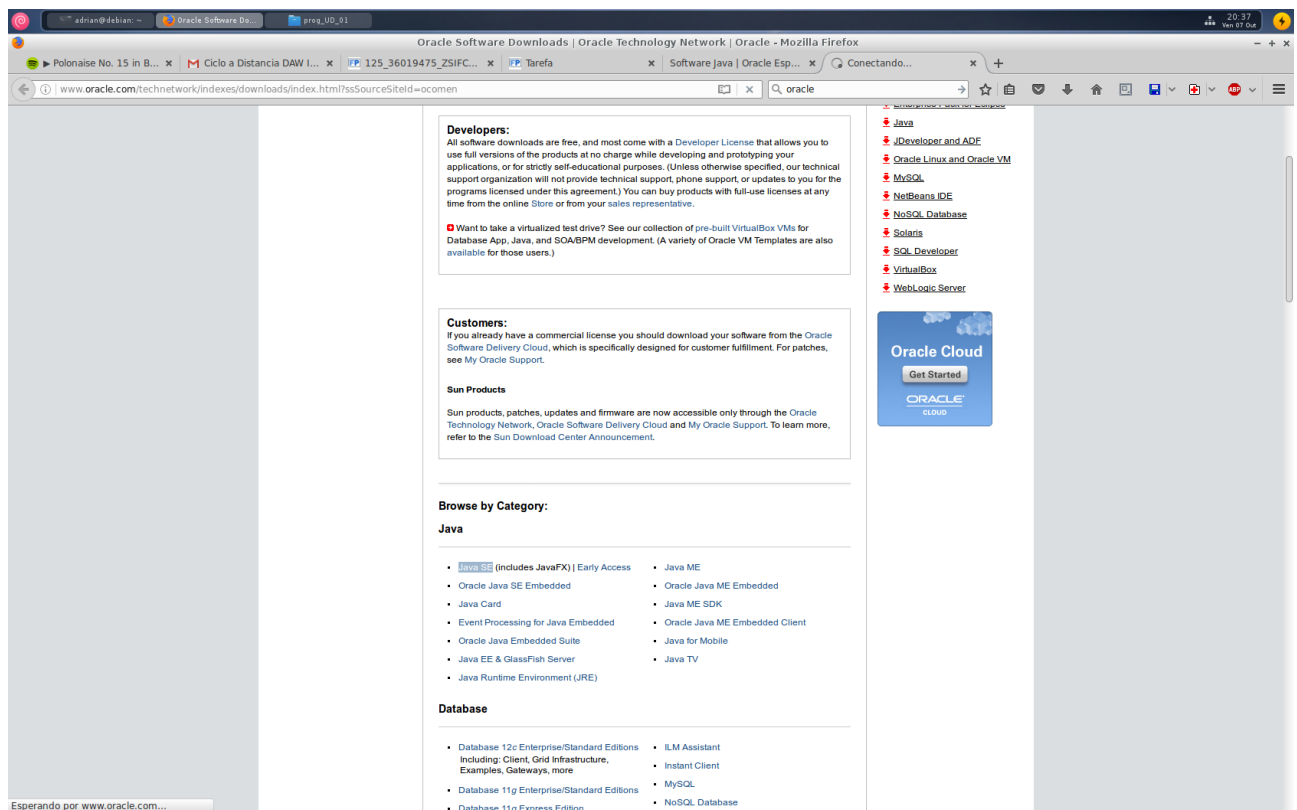 adrian@debian: ~
Oracle Software Do...
prog_UD_01
20:37
Ven 07 Out
Oracle Software Downloads | Oracle Technology Network | Oracle - Mozilla Firefox
▶ Polonaise No. 15 in B... x
Ciclo a Distancia DAW I... x
125_36019475_ZSIFC... x
Tarefa x
Software Java | Oracle Esp... x
Conectando... x
www.oracle.com/technetwork/indexes/downloads/index.html?ssSourceSiteId=ocomen
oracle
ABP
Developers:
All software downloads are free, and most come with a Developer License that allows you to
use full versions of the products at no charge while developing and prototyping your
applications, or for strictly self-educational purposes. (Unless otherwise specified, our technical
support organization will not provide technical support, phone support, or updates to you for the
programs licensed under this agreement.) You can buy products with full-use licenses at any
time from the online Store or from your sales representative.
Want to take a virtualized test drive? See our collection of pre-built VirtualBox VMs for
Database App, Java, and SOA/BPM development. (A variety of Oracle VM Templates are also
available for those users.)
Customers:
If you already have a commercial license you should download your software from the Oracle
Software Delivery Cloud, which is specifically designed for customer fulfillment. For patches,
see My Oracle Support.
Sun Products
Sun products, patches, updates and firmware are now accessible only through the Oracle
Technology Network, Oracle Software Delivery Cloud and My Oracle Support. To learn more,
refer to the Sun Download Center Announcement.
Browse by Category:
Java
Java SE (includes JavaFX) | Early Access
Oracle Java SE Embedded
Java Card
Event Processing for Java Embedded
Oracle Java Embedded Suite
Java EE & GlassFish Server
Java Runtime Environment (JRE)
Java ME
Oracle Java ME Embedded
Java ME SDK
Oracle Java ME Embedded Client
Java for Mobile
Java TV
Database
Database 12c Enterprise/Standard Editions
Including: Client, Grid Infrastructure,
Examples, Gateways, more
Database 11g Enterprise/Standard Editions
Database 11g Express Edition
ILM Assistant
Instant Client
MySQL
NoSQL Database
Java
JDeveloper and ADF
Oracle Linux and Oracle VM
MySQL
NetBeans IDE
NoSQL Database
Solaris
SQL Developer
VirtualBox
WebLogic Server
Oracle Cloud
Get Started
ORACLE
CLOUD
Esperando por www.oracle.com...